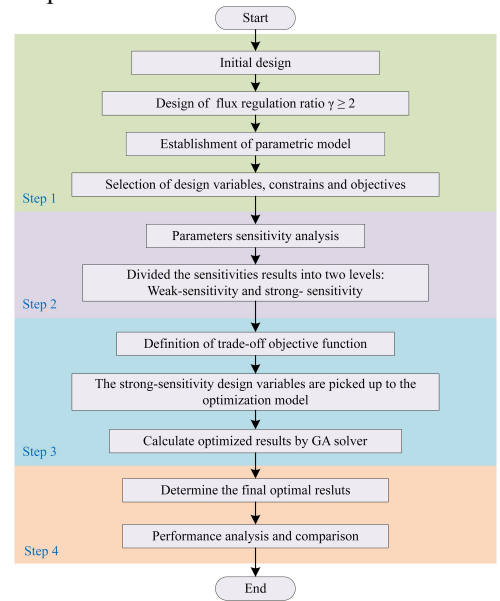 Start
Initial design
Design of flux regulation ratio γ ≥ 2
Establishment of parametric model
Selection of design variables, constrains and objectives
Step 1
Parameters sensitivity analysis
Divided the sensitivities results into two levels:
Weak-sensitivity and strong- sensitivity
Step 2
Definition of trade-off objective function
The strong-sensitivity design variables are picked up to the
optimization model
Calculate optimized results by GA solver
Step 3
Determine the final optimal resluts
Performance analysis and comparison
Step 4
End